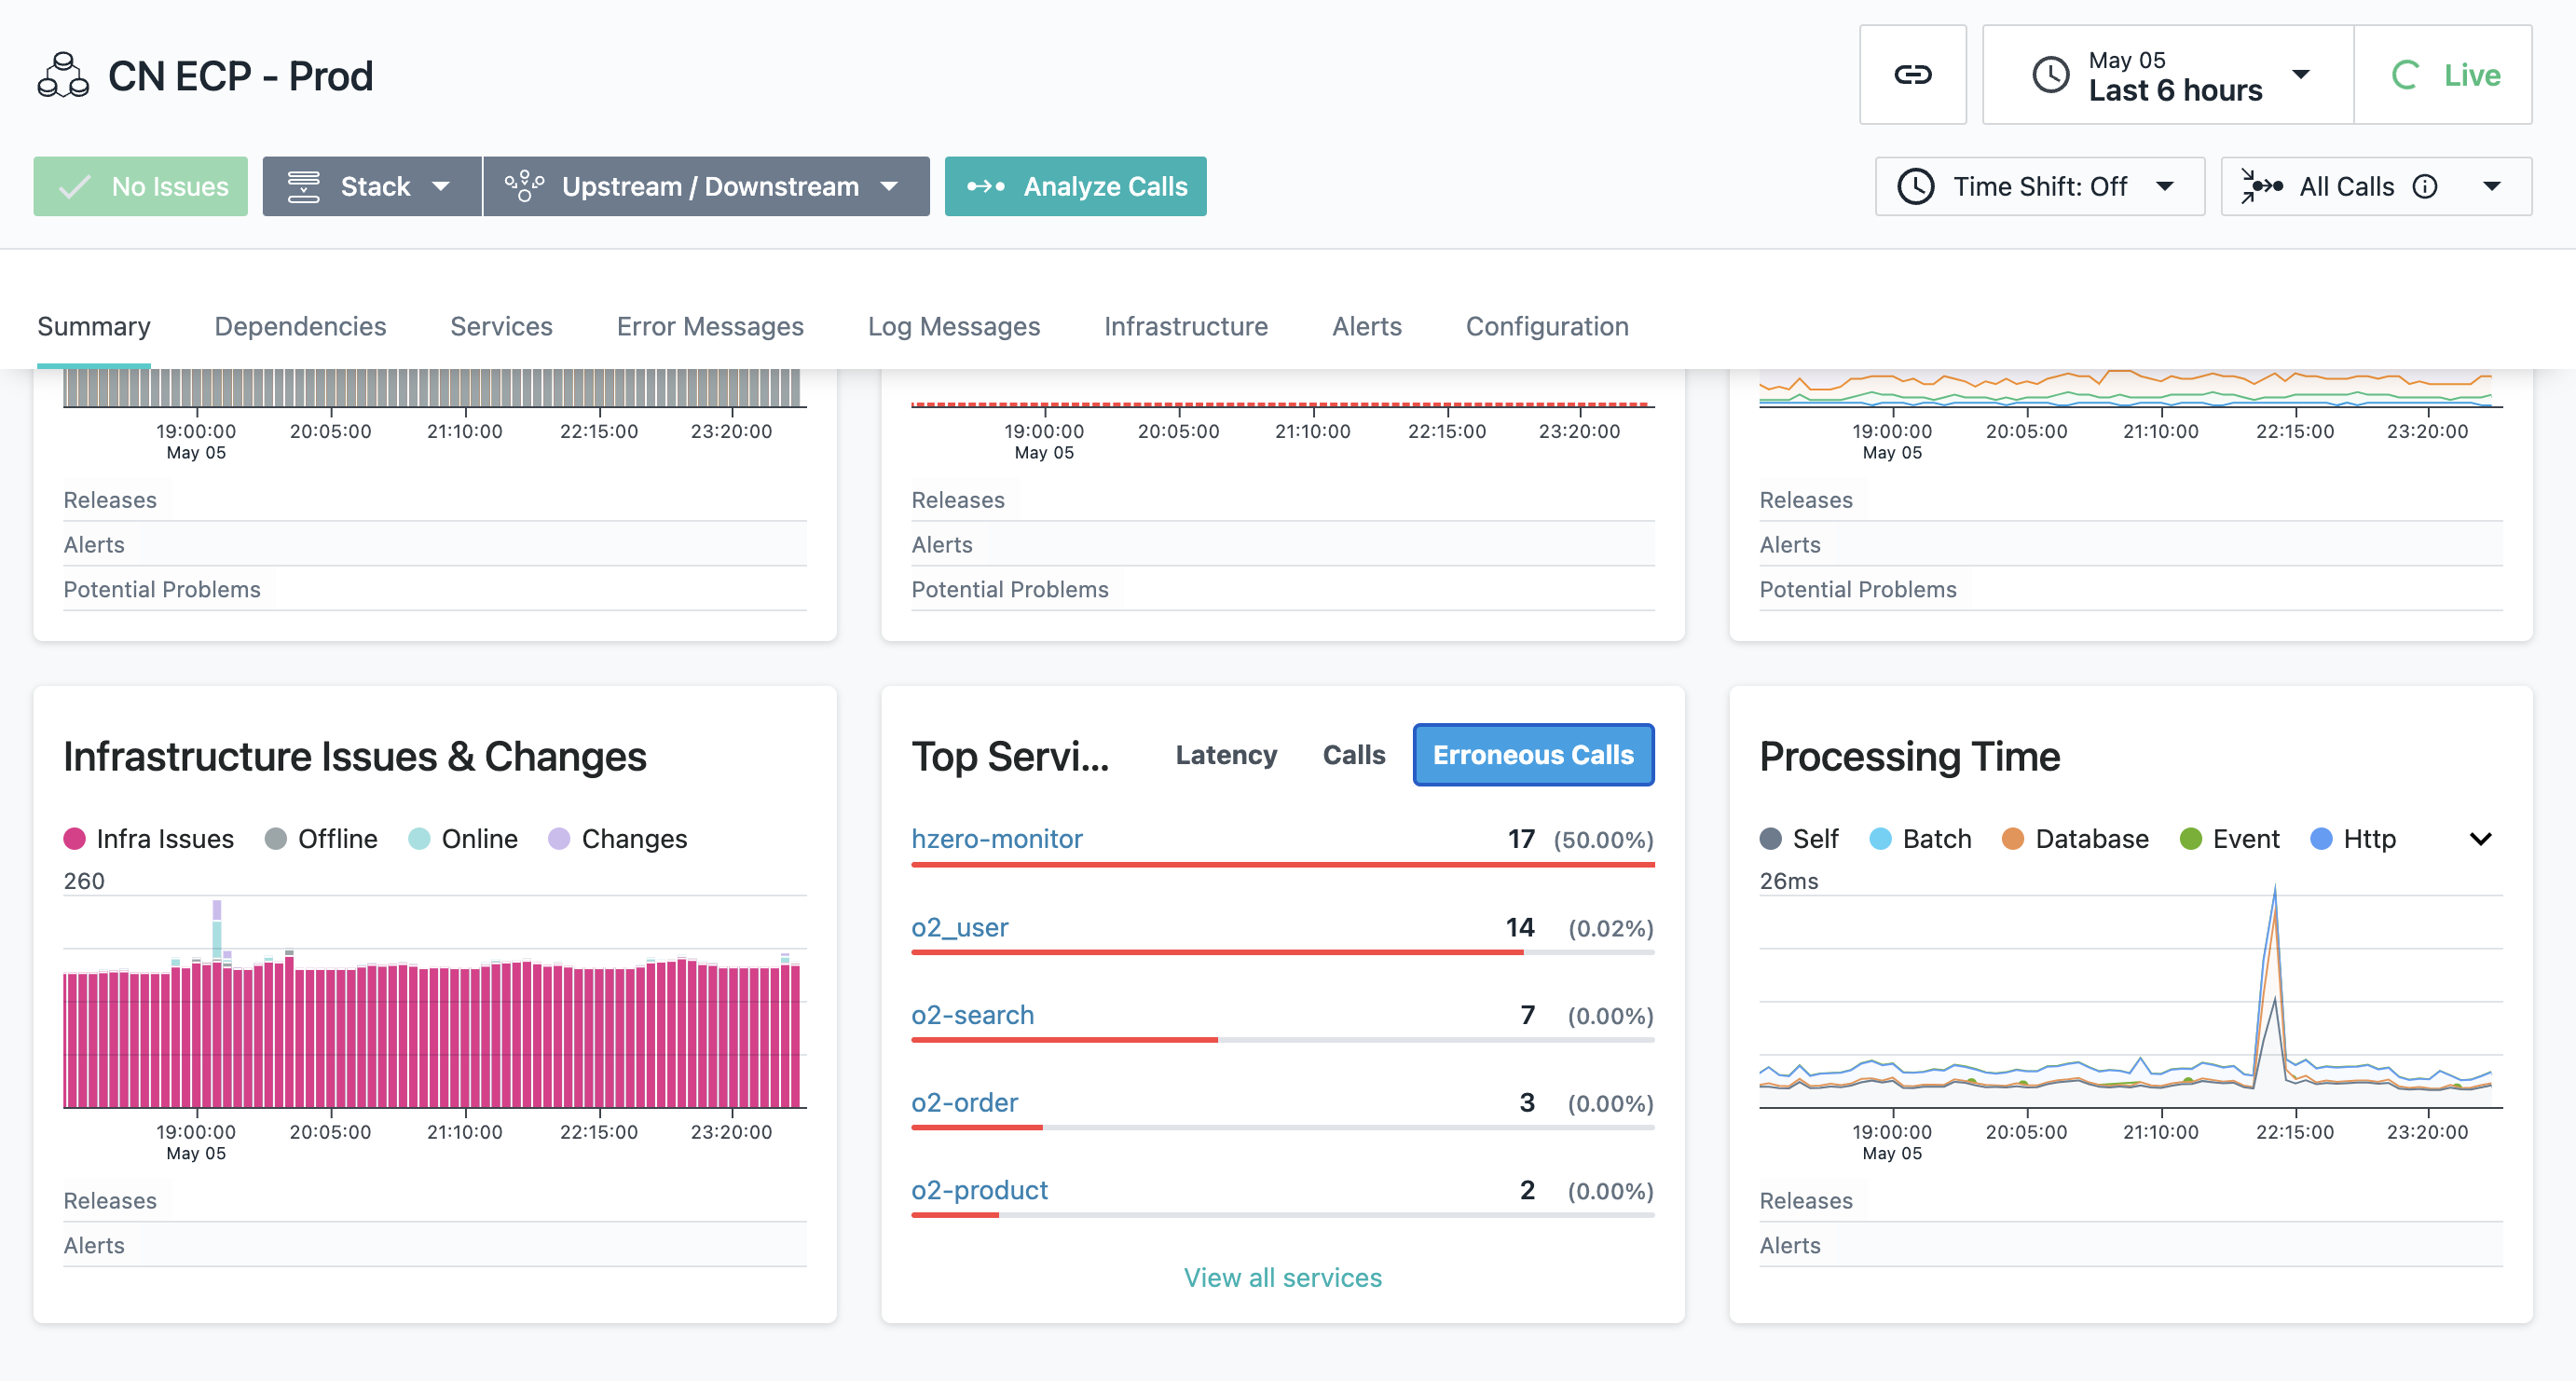 CN ECP - Prod
May 05
Last 6 hours
Live
No Issues
Stack
Upstream / Downstream
Analyze Calls
Time Shift: Off
All Calls
Summary
Dependencies
Services
Error Messages
Log Messages
Infrastructure
Alerts
Configuration
19:00:00 20:05:00 21:10:00 22:15:00 23:20:00
May 05
Releases
Alerts
Potential Problems
19:00:00 20:05:00 21:10:00 22:15:00 23:20:00
May 05
Releases
Alerts
Potential Problems
19:00:00 20:05:00 21:10:00 22:15:00 23:20:00
May 05
Releases
Alerts
Potential Problems
Infrastructure Issues & Changes
Infra Issues Offline Online Changes
260
19:00:00 20:05:00 21:10:00 22:15:00 23:20:00
May 05
Releases
Alerts
Top Servi... Latency Calls Erroneous Calls
hzero-monitor 17 (50.00%)
o2_user 14 (0.02%)
o2-search 7 (0.00%)
o2-order 3 (0.00%)
o2-product 2 (0.00%)
View all services
Processing Time
Self Batch Database Event Http
26ms
19:00:00 20:05:00 21:10:00 22:15:00 23:20:00
May 05
Releases
Alerts